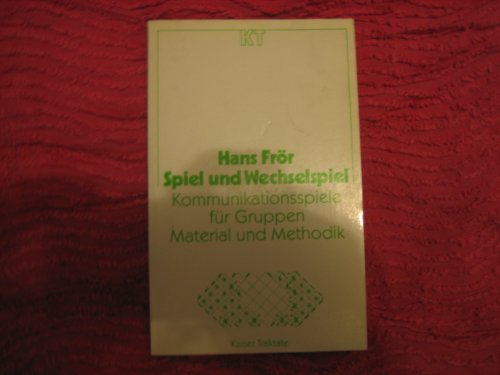 KT
Hans Frör
Spiel und Wechselspiel
Kommunikationsspiele
für Gruppen
Material und Methodik
Kaiser Traktate